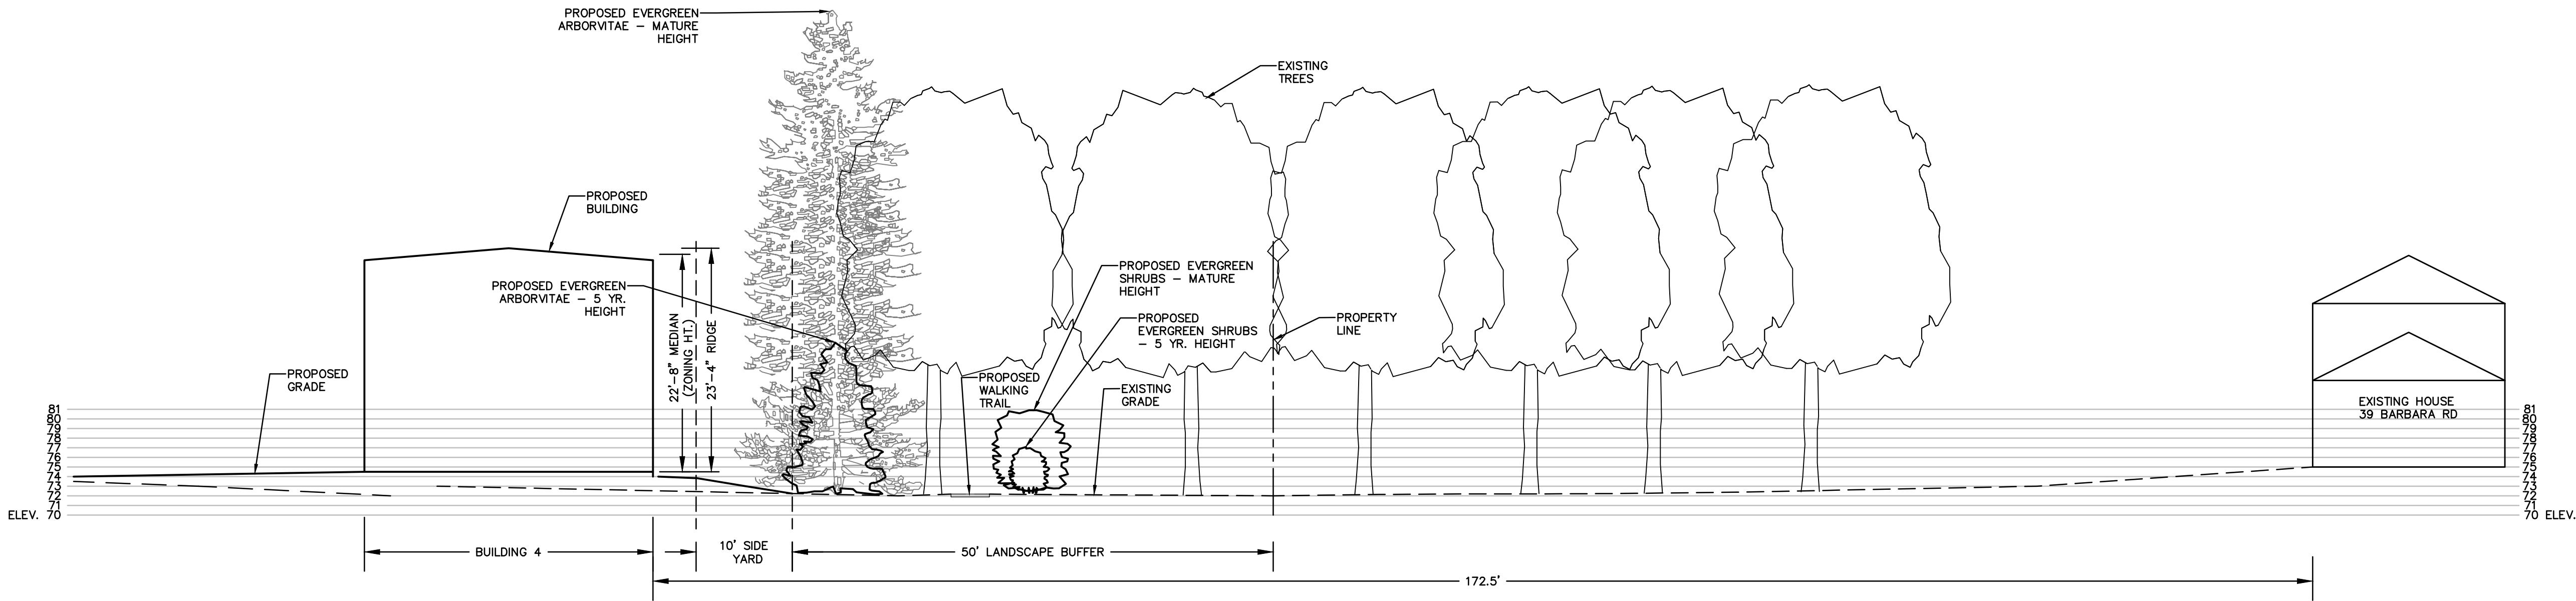 PROPOSED EVERGREEN
ARBORVITAE - MATURE
HEIGHT
EXISTING
TREES
PROPOSED
BUILDING
PROPOSED EVERGREEN
ARBORVITAE - 5 YR.
HEIGHT
22'-8" MEDIAN
(ZONING HT.)
23'-4" RIDGE
PROPOSED EVERGREEN
SHRUBS - MATURE
HEIGHT
PROPOSED
EVERGREEN SHRUBS
- 5 YR. HEIGHT
PROPERTY
LINE
PROPOSED
GRADE
PROPOSED
WALKING
TRAIL
EXISTING
GRADE
EXISTING HOUSE
39 BARBARA RD
81
80
79
78
77
76
75
74
73
72
71
ELEV. 70
81
80
79
78
77
76
75
74
73
72
71
70 ELEV.
BUILDING 4
10' SIDE
YARD
50' LANDSCAPE BUFFER
172.5'